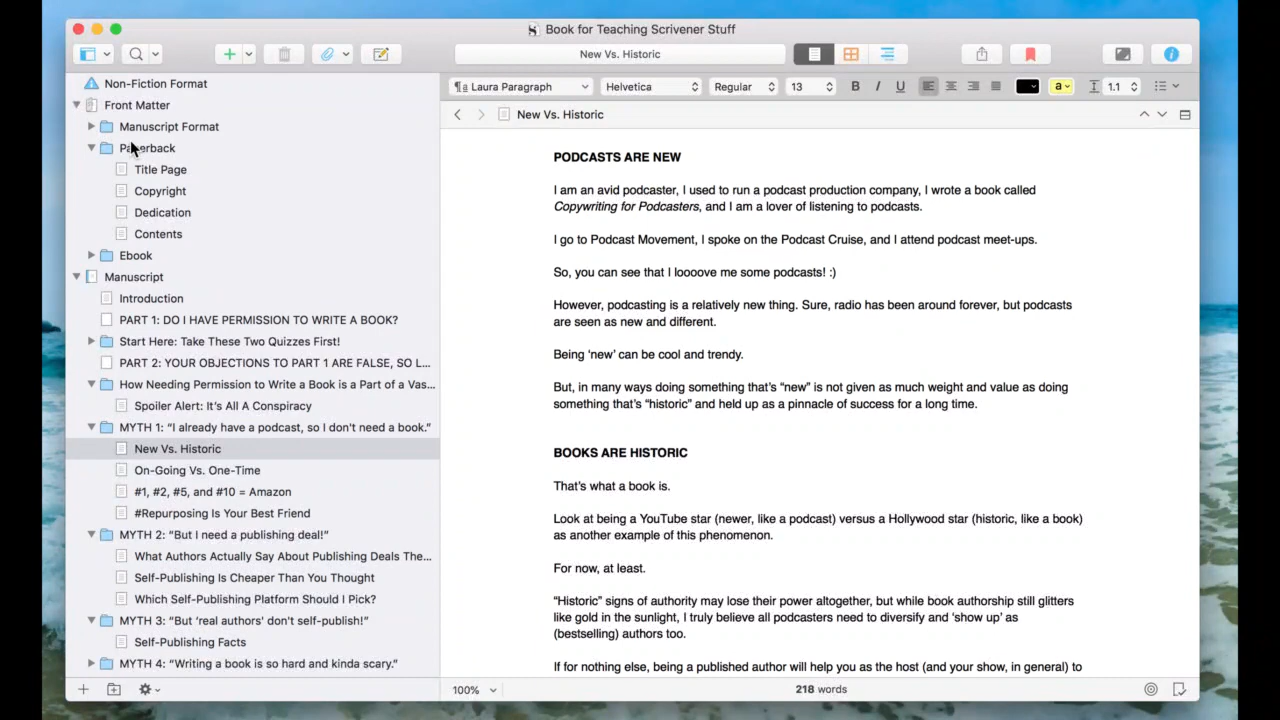 Book for Teaching Scrivener Stuff
New Vs. Historic
Non-Fiction Format
Front Matter
Manuscript Format
Paperback
Title Page
Copyright
Dedication
Contents
Ebook
Manuscript
Introduction
PART 1: DO I HAVE PERMISSION TO WRITE A BOOK?
Start Here: Take These Two Quizzes First!
PART 2: YOUR OBJECTIONS TO PART 1 ARE FALSE, SO L...
How Needing Permission to Write a Book is a Part of a Vas...
Spoiler Alert: It's All A Conspiracy
MYTH 1: “I already have a podcast, so I don't need a book.”
New Vs. Historic
On-Going Vs. One-Time
#1, #2, #5, and #10 = Amazon
#Repurposing Is Your Best Friend
MYTH 2: “But I need a publishing deal!”
What Authors Actually Say About Publishing Deals The...
Self-Publishing Is Cheaper Than You Thought
Which Self-Publishing Platform Should I Pick?
MYTH 3: “But ‘real authors’ don't self-publish!”
Self-Publishing Facts
MYTH 4: “Writing a book is so hard and kinda scary.”
¶a Laura Paragraph Helvetica Regular 13 B I U a 1.1
New Vs. Historic
PODCASTS ARE NEW
I am an avid podcaster, I used to run a podcast production company, I wrote a book called
Copywriting for Podcasters, and I am a lover of listening to podcasts.
I go to Podcast Movement, I spoke on the Podcast Cruise, and I attend podcast meet-ups.
So, you can see that I loooove me some podcasts! :)
However, podcasting is a relatively new thing. Sure, radio has been around forever, but podcasts
are seen as new and different.
Being ‘new’ can be cool and trendy.
But, in many ways doing something that’s “new” is not given as much weight and value as doing
something that’s “historic” and held up as a pinnacle of success for a long time.
BOOKS ARE HISTORIC
That’s what a book is.
Look at being a YouTube star (newer, like a podcast) versus a Hollywood star (historic, like a book)
as another example of this phenomenon.
For now, at least.
“Historic” signs of authority may lose their power altogether, but while book authorship still glitters
like gold in the sunlight, I truly believe all podcasters need to diversify and ‘show up’ as
(bestselling) authors too.
If for nothing else, being a published author will help you as the host (and your show, in general) to
100%
218 words